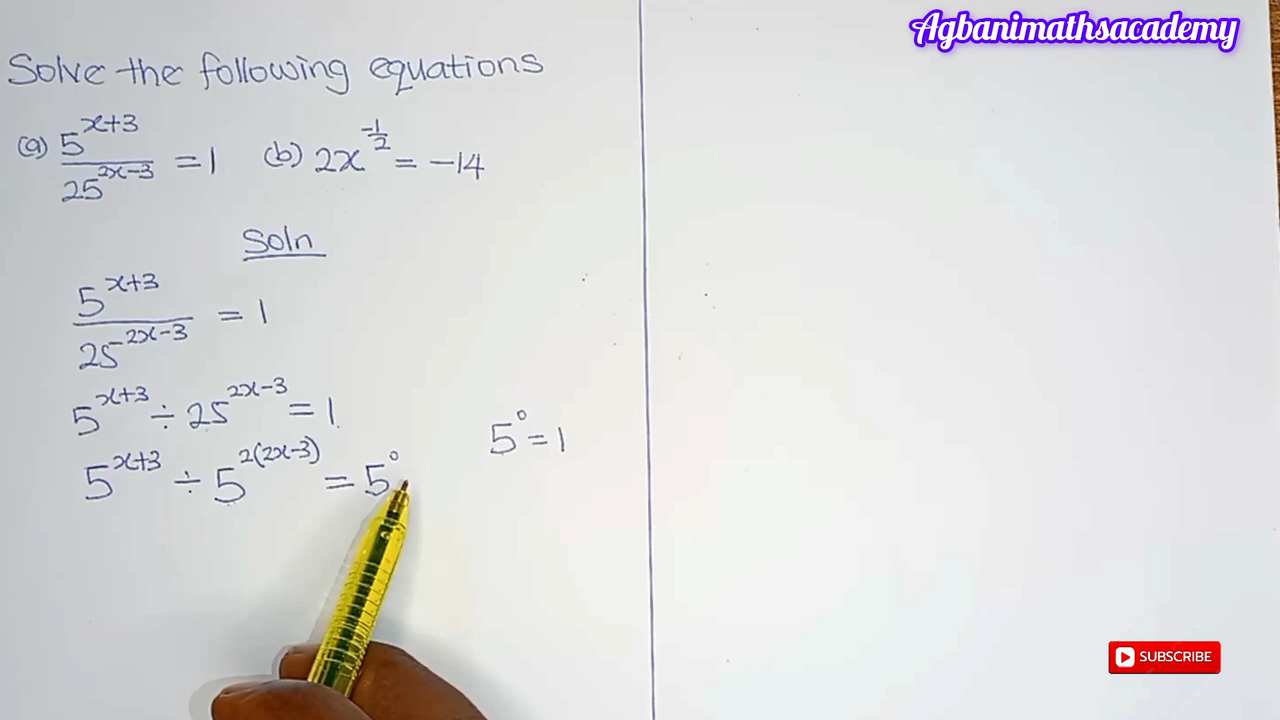 Agbanimathsacademy
Solve the following equations
(a) 5^(x+3) / 25^(2x-3) = 1 (b) 2x^(-1/2) = -14
Soln
5^(x+3) / 25^(2x-3) = 1
5^(x+3) ÷ 25^(2x-3) = 1
5^0 = 1
5^(x+3) ÷ 5^(2(2x-3)) = 5^0
SUBSCRIBE